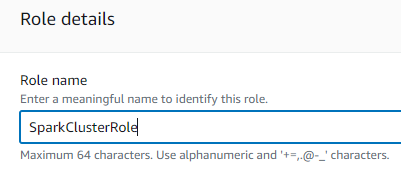 Role details
Role name
Enter a meaningful name to identify this role.
SparkClusterRole
Maximum 64 characters. Use alphanumeric and '+=,.@-_' characters.